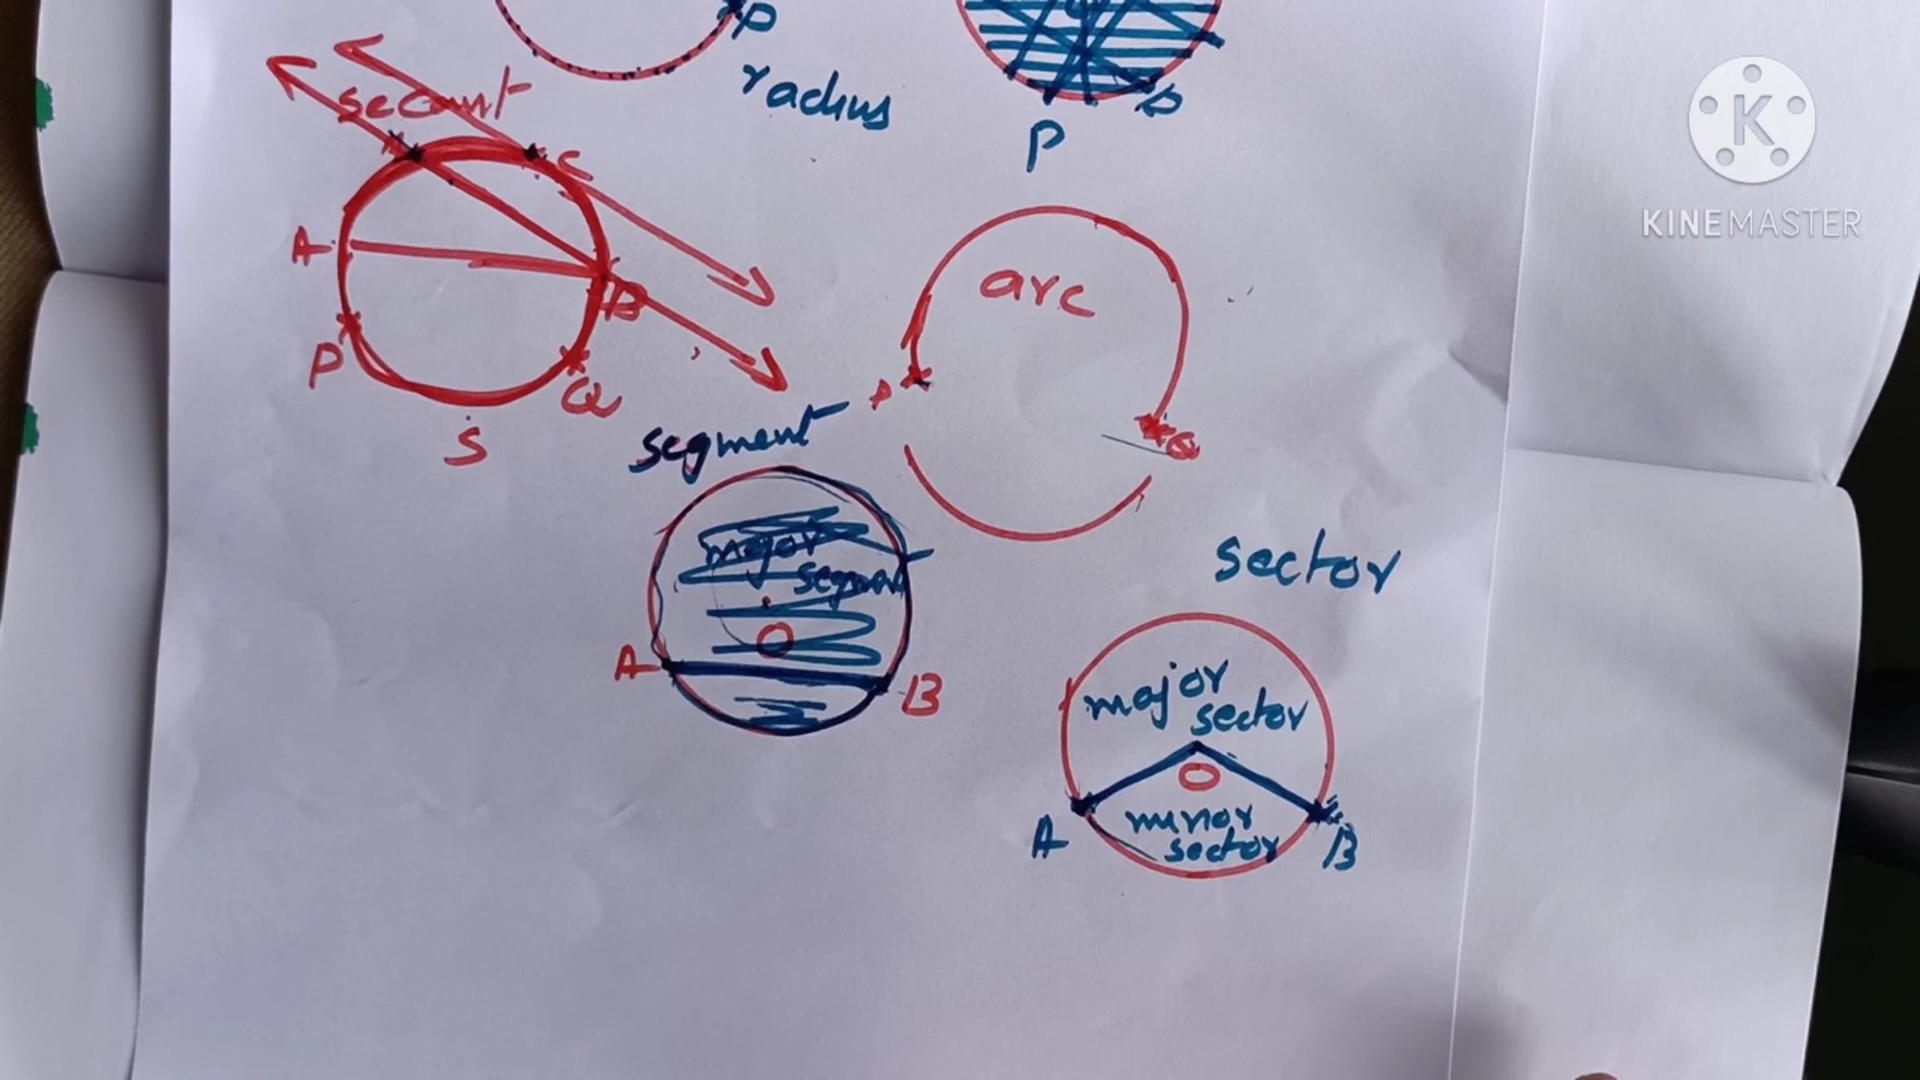 P
radius
P
secant
C
A
B
P
Q
S
arc
P
Q
segment
major
segment
O
A
B
sector
major
sector
O
minor
sector
A
B
K
KINEMASTER